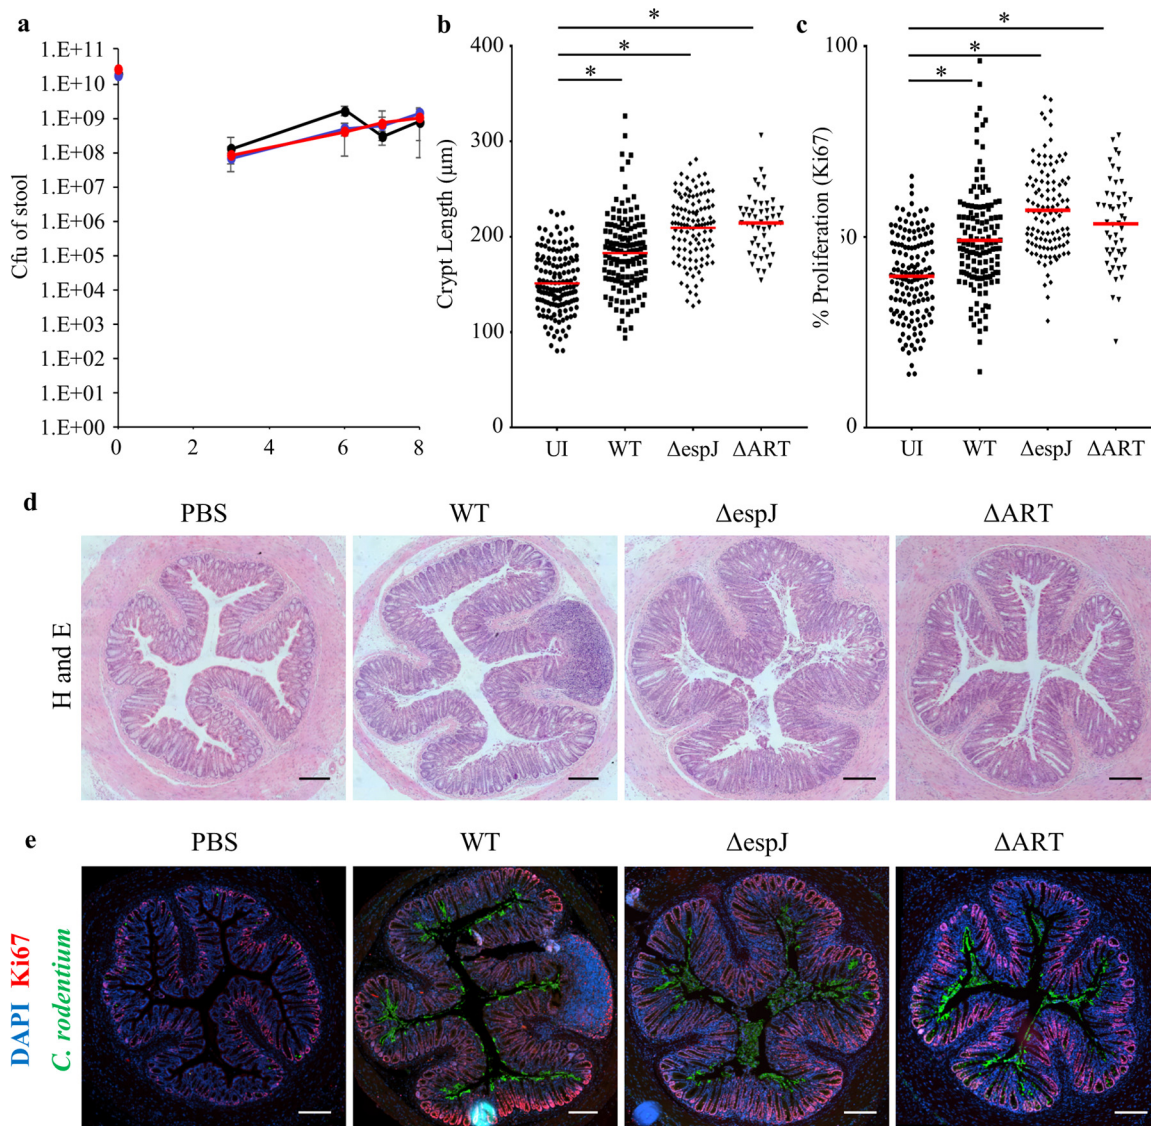 a
1.E+11
1.E+10
1.E+09
1.E+08
1.E+07
1.E+06
1.E+05
1.E+04
1.E+03
1.E+02
1.E+01
1.E+00
Cfu of stool
0 2 4 6 8
b
*
*
*
400
300
200
100
0
Crypt Length (µm)
UI WT ΔespJ ΔART
c
*
*
*
100
50
0
% Proliferation (Ki67)
UI WT ΔespJ ΔART
d
PBS WT ΔespJ ΔART
H and E
e
PBS WT ΔespJ ΔART
DAPI Ki67
C. rodentium